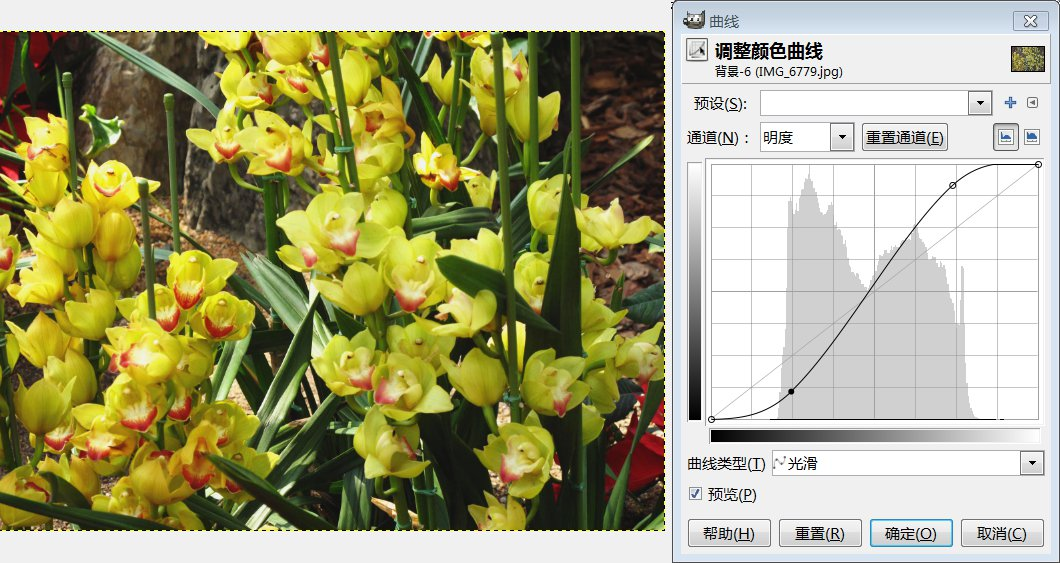 曲线
调整颜色曲线
背景-6 (IMG_6779.jpg)
预设(S):
通道(N)： 明度 重置通道(E)
曲线类型(T) 光滑
预览(P)
帮助(H) 重置(R) 确定(O) 取消(C)